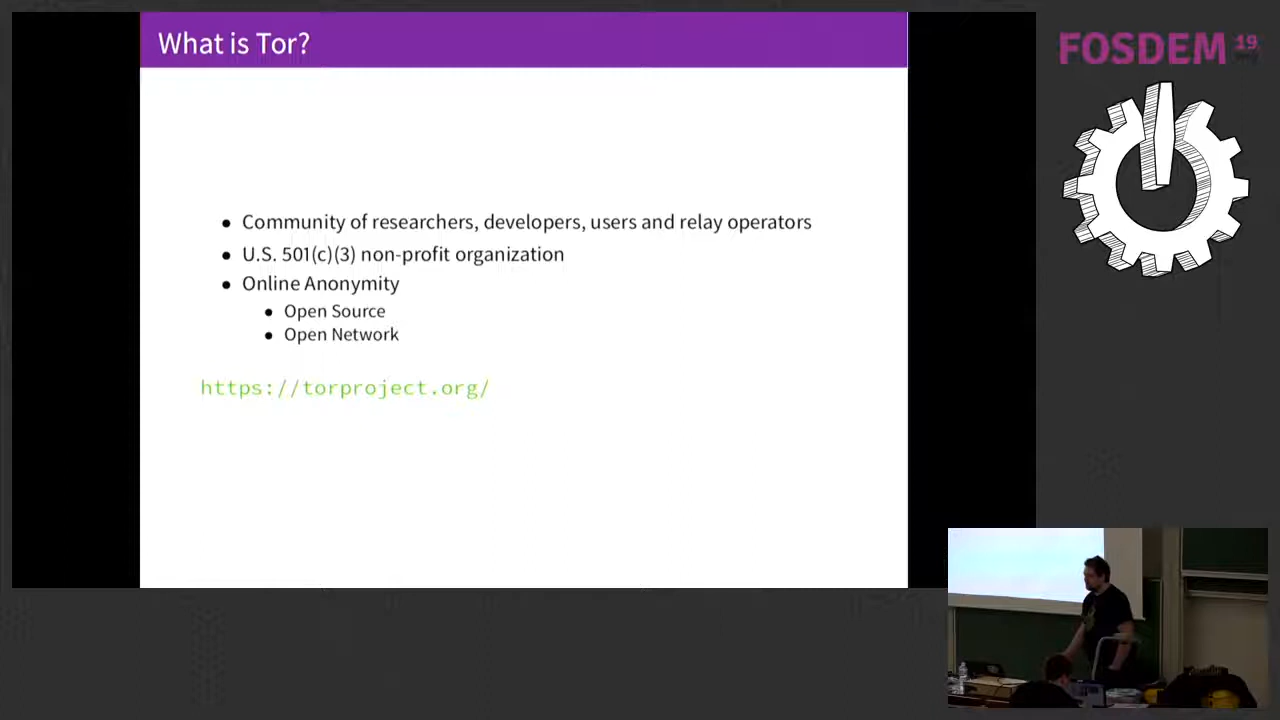 What is Tor?
FOSDEM 19
Community of researchers, developers, users and relay operators
U.S. 501(c)(3) non-profit organization
Online Anonymity
Open Source
Open Network
https://torproject.org/